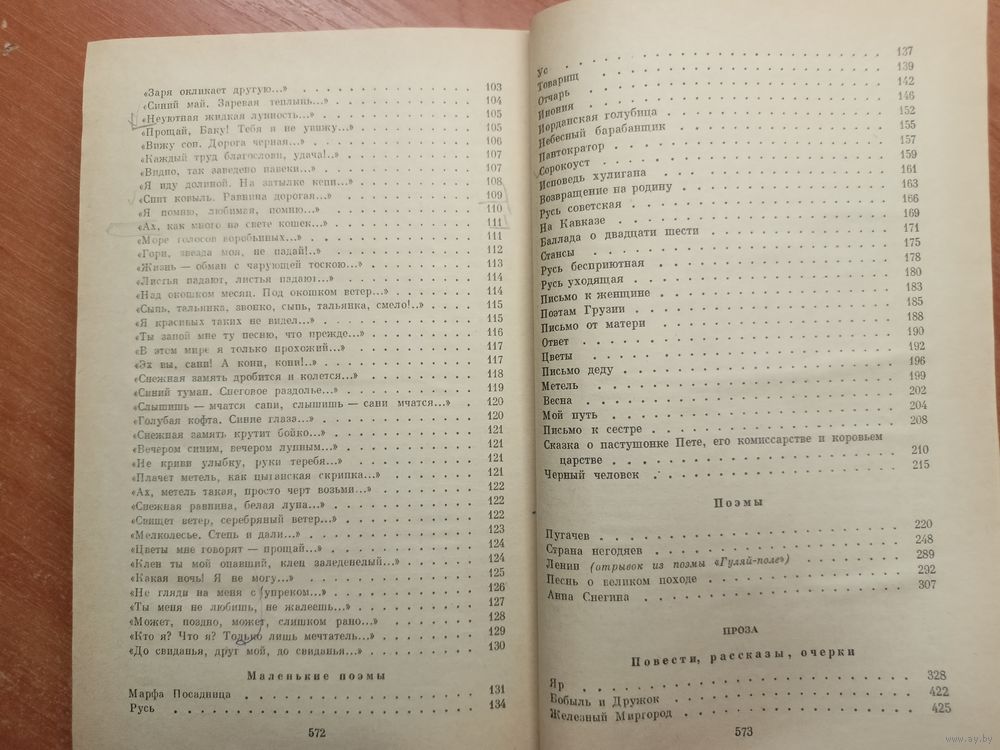 «Заря окликает другую...» 103
«Синий май. Заревая теплынь...» 104
«Неуютная жидкая лунность...» 105
«Прощай, Баку! Тебя я не увижу...» 105
«Вижу сон. Дорога черная...» 106
«Каждый труд благослови, удача!..» 107
«Видно, так заведено навеки...» 107
«Я иду долиной. На затылке кепи...» 108
«Спит ковыль. Равнина дорогая...» 109
«Я помню, любимая, помню...» 110
«Ах, как много на свете кошек...» 111
«Море голосов воробьиных...» 111
«Гори, звезда моя, не падай!..» 112
«Жизнь — обман с чарующей тоскою...» 113
«Листья падают, листья падают...» 114
«Над окошком месяц. Под окошком ветер...» 114
«Сыпь, тальянка, звонко, сыпь, тальянка, смело!..» 115
«Я красивых таких не видел...» 115
«Ты запой мне ту песню, что прежде...» 116
«В этом мире я только прохожий...» 117
«Эх вы, сани! А кони, кони!..» 117
«Снежная замять дробится и колется...» 118
«Синий туман. Снеговое раздолье...» 119
«Слышишь — мчатся сани, слышишь — сани мчатся...» 120
«Голубая кофта. Синие глаза...» 120
«Снежная замять крутит бойко...» 121
«Вечером синим, вечером лунным...» 121
«Не криви улыбку, руки теребя...» 121
«Плачет метель, как цыганская скрипка...» 121
«Ах, метель такая, просто черт возьми...» 122
«Снежная равнина, белая луна...» 122
«Свищет ветер, серебряный ветер...» 122
«Мелколесье. Степь и дали...» 123
«Цветы мне говорят — прощай...» 124
«Клен ты мой опавший, клен заледенелый...» 124
«Какая ночь! Я не могу...» 125
«Не гляди на меня с упреком...» 126
«Ты меня не любишь, не жалеешь...» 127
«Может, поздно, может, слишком рано...» 128
«Кто я? Что я? Только лишь мечтатель...» 129
«До свиданья, друг мой, до свиданья...» 130
Маленькие поэмы
Марфа Посадница 131
Русь 134
572
Ус 137
Товарищ 139
Отчарь 142
Инония 146
Иорданская голубица 152
Небесный барабанщик 155
Пантократор 157
Сорокоуст 159
Исповедь хулигана 161
Возвращение на родину 163
Русь советская 166
На Кавказе 169
Баллада о двадцати шести 171
Стансы 175
Русь бесприютная 178
Русь уходящая 180
Письмо к женщине 183
Поэтам Грузии 185
Письмо от матери 188
Ответ 190
Цветы 192
Письмо деду 196
Метель 199
Весна 202
Мой путь 204
Письмо к сестре 208
Сказка о пастушонке Пете, его комиссарстве и коровьем
царстве 210
Черный человек 215
Поэмы
Пугачев 220
Страна негодяев 248
Ленин (отрывок из поэмы «Гуляй-поле») 289
Песнь о великом походе 292
Анна Снегина 307
ПРОЗА
Повести, рассказы, очерки
Яр 328
Бобыль и Дружок 422
Железный Миргород 425
573
www.ay.by